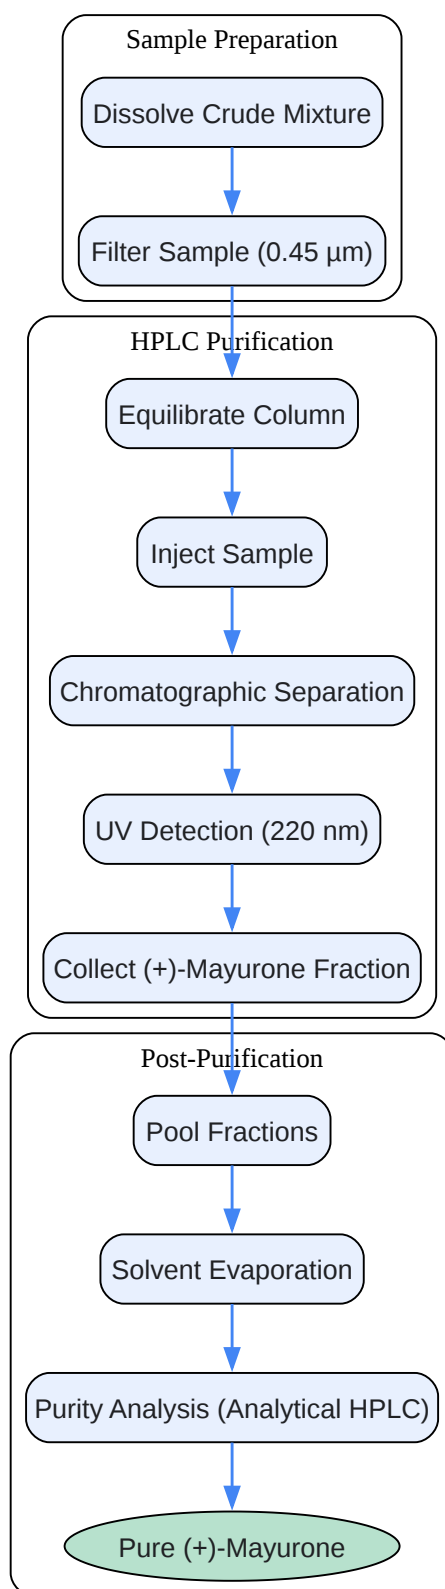 Sample Preparation
Dissolve Crude Mixture
Filter Sample (0.45 µm)
HPLC Purification
Equilibrate Column
Inject Sample
Chromatographic Separation
UV Detection (220 nm)
Collect (+)-Mayurone Fraction
Post-Purification
Pool Fractions
Solvent Evaporation
Purity Analysis (Analytical HPLC)
Pure (+)-Mayurone